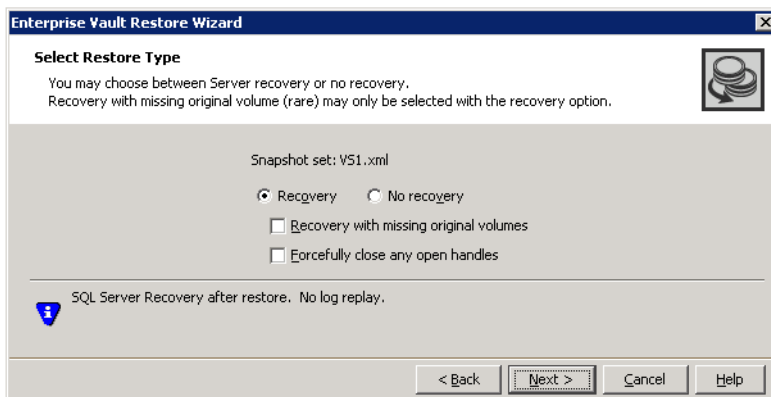 Enterprise Vault Restore Wizard
Select Restore Type
You may choose between Server recovery or no recovery.
Recovery with missing original volume (rare) may only be selected with the recovery option.
Snapshot set: VS1.xml
Recovery No recovery
Recovery with missing original volumes
Forcefully close any open handles
SQL Server Recovery after restore. No log replay.
< Back Next > Cancel Help